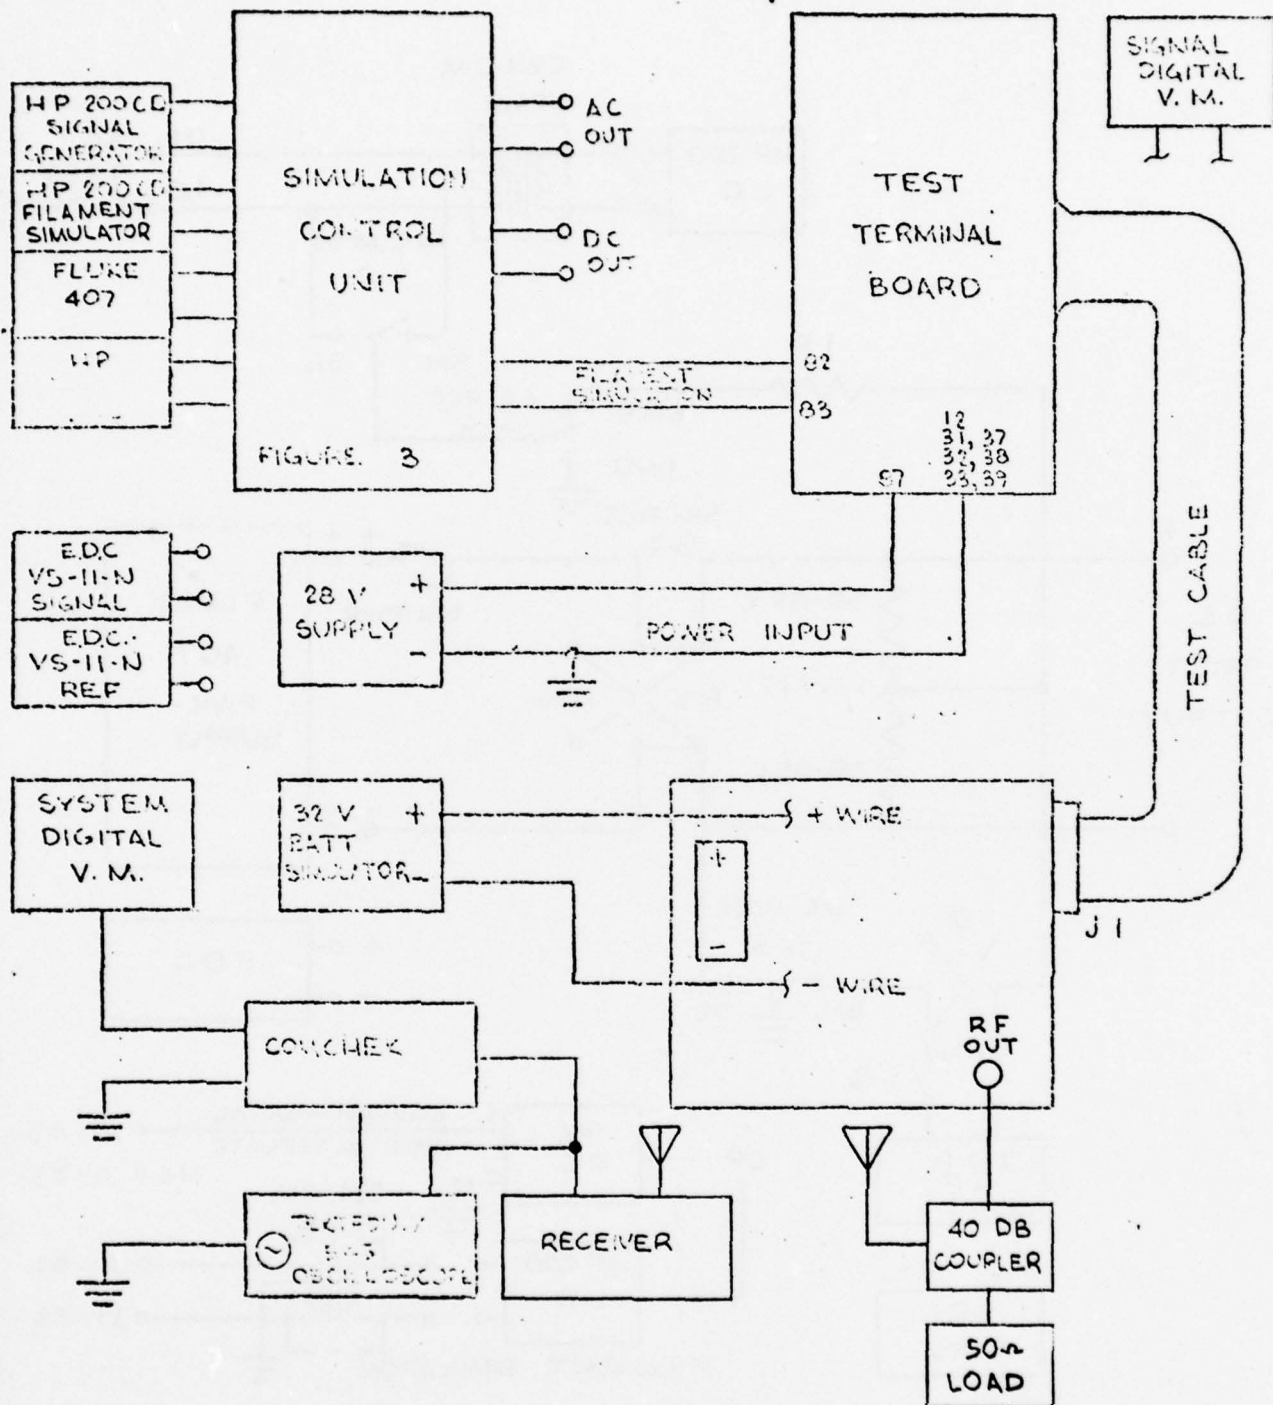 HP 200CD
SIGNAL
GENERATOR
HP 200CD
FILAMENT
SIMULATOR
FLUKE
407
HP
SIMULATION
CONTROL
UNIT
FIGURE. 3
AC
OUT
DC
OUT
FILAMENT
SIMULATION
TEST
TERMINAL
BOARD
82
83
12
31, 37
32, 38
33, 39
57
SIGNAL
DIGITAL
V. M.
TEST CABLE
E.D.C
VS-11-N
SIGNAL
E.D.C.
VS-11-N
REF
28 V
SUPPLY
+
-
POWER INPUT
SYSTEM
DIGITAL
V. M.
32 V
BATT
SIMULATOR
+
-
+ WIRE
+
-
- WIRE
J1
RF
OUT
COMCHEK
OSCILLOSCOPE
RECEIVER
40 DB
COUPLER
50Ω
LOAD